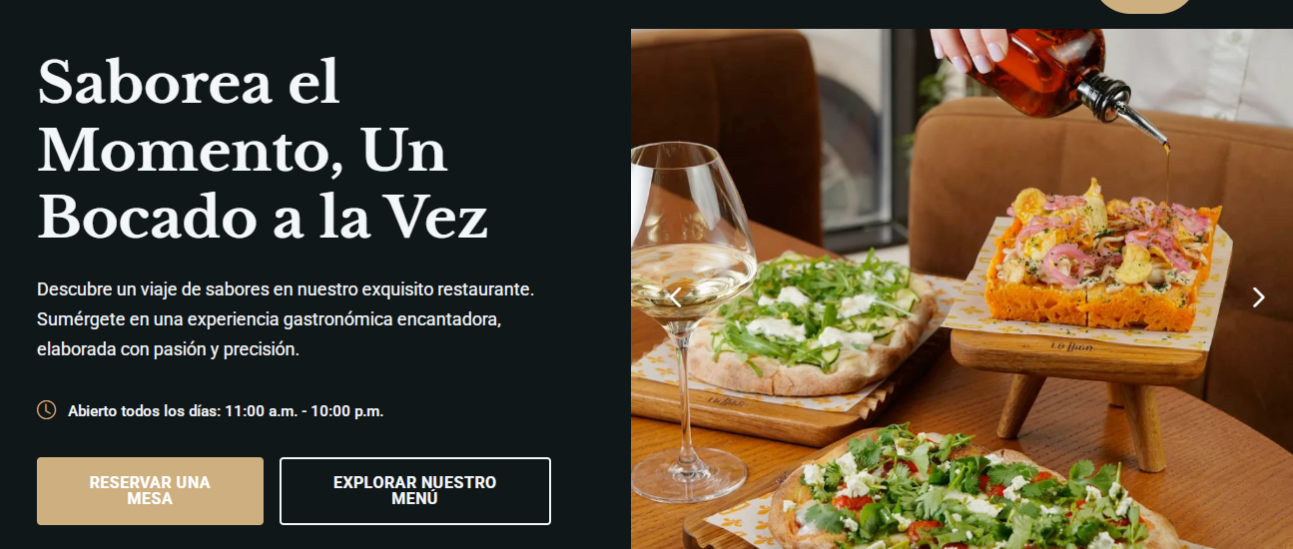 Saborea el
Momento, Un
Bocado a la Vez
Descubre un viaje de sabores en nuestro exquisito restaurante.
Sumérgete en una experiencia gastronómica encantadora,
elaborada con pasión y precisión.
Abierto todos los días: 11:00 a.m. - 10:00 p.m.
RESERVAR UNA
MESA
EXPLORAR NUESTRO
MENÚ